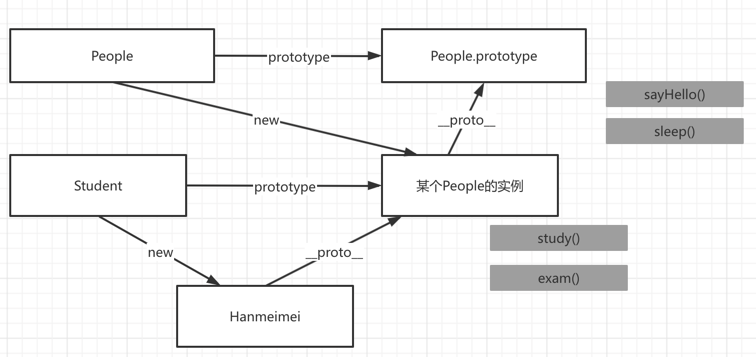 People
prototype
People.prototype
sayHello()
new
__proto__
sleep()
Student
prototype
某个People的实例
study()
new
__proto__
exam()
Hanmeimei